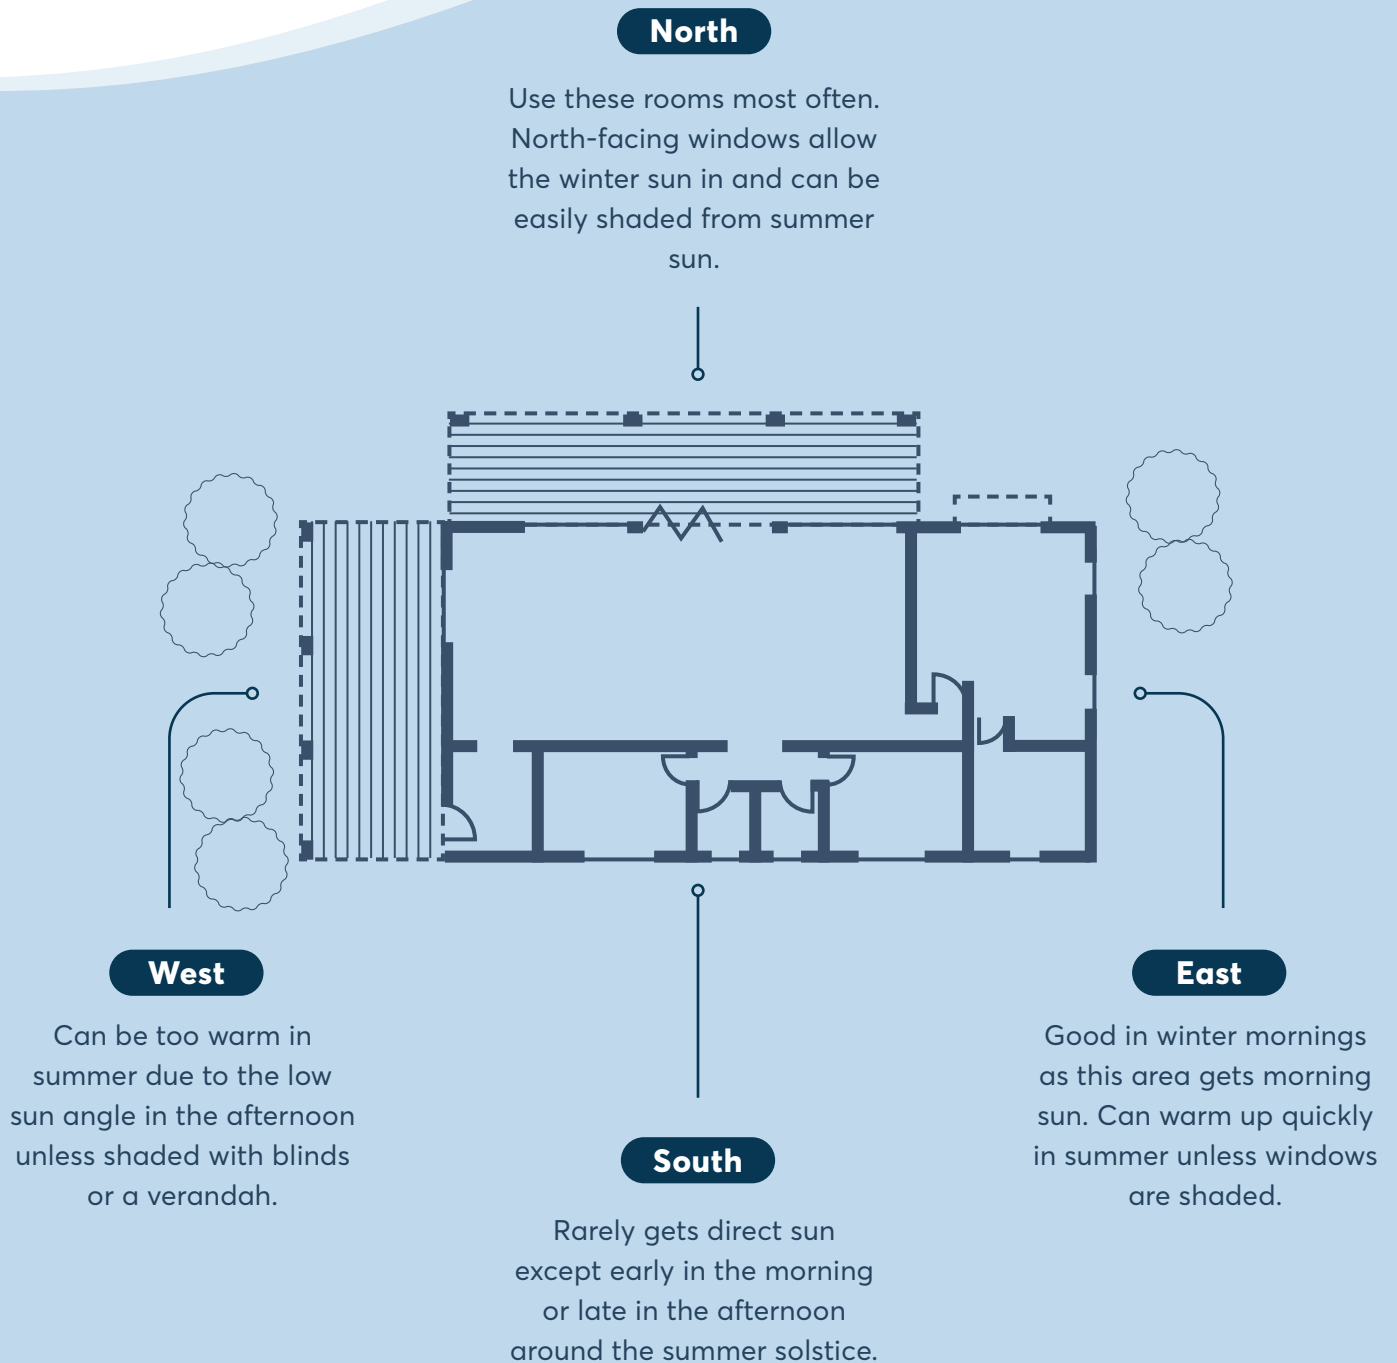 North
Use these rooms most often.
North-facing windows allow
the winter sun in and can be
easily shaded from summer
sun.
West
Can be too warm in
summer due to the low
sun angle in the afternoon
unless shaded with blinds
or a verandah.
East
Good in winter mornings
as this area gets morning
sun. Can warm up quickly
in summer unless windows
are shaded.
South
Rarely gets direct sun
except early in the morning
or late in the afternoon
around the summer solstice.